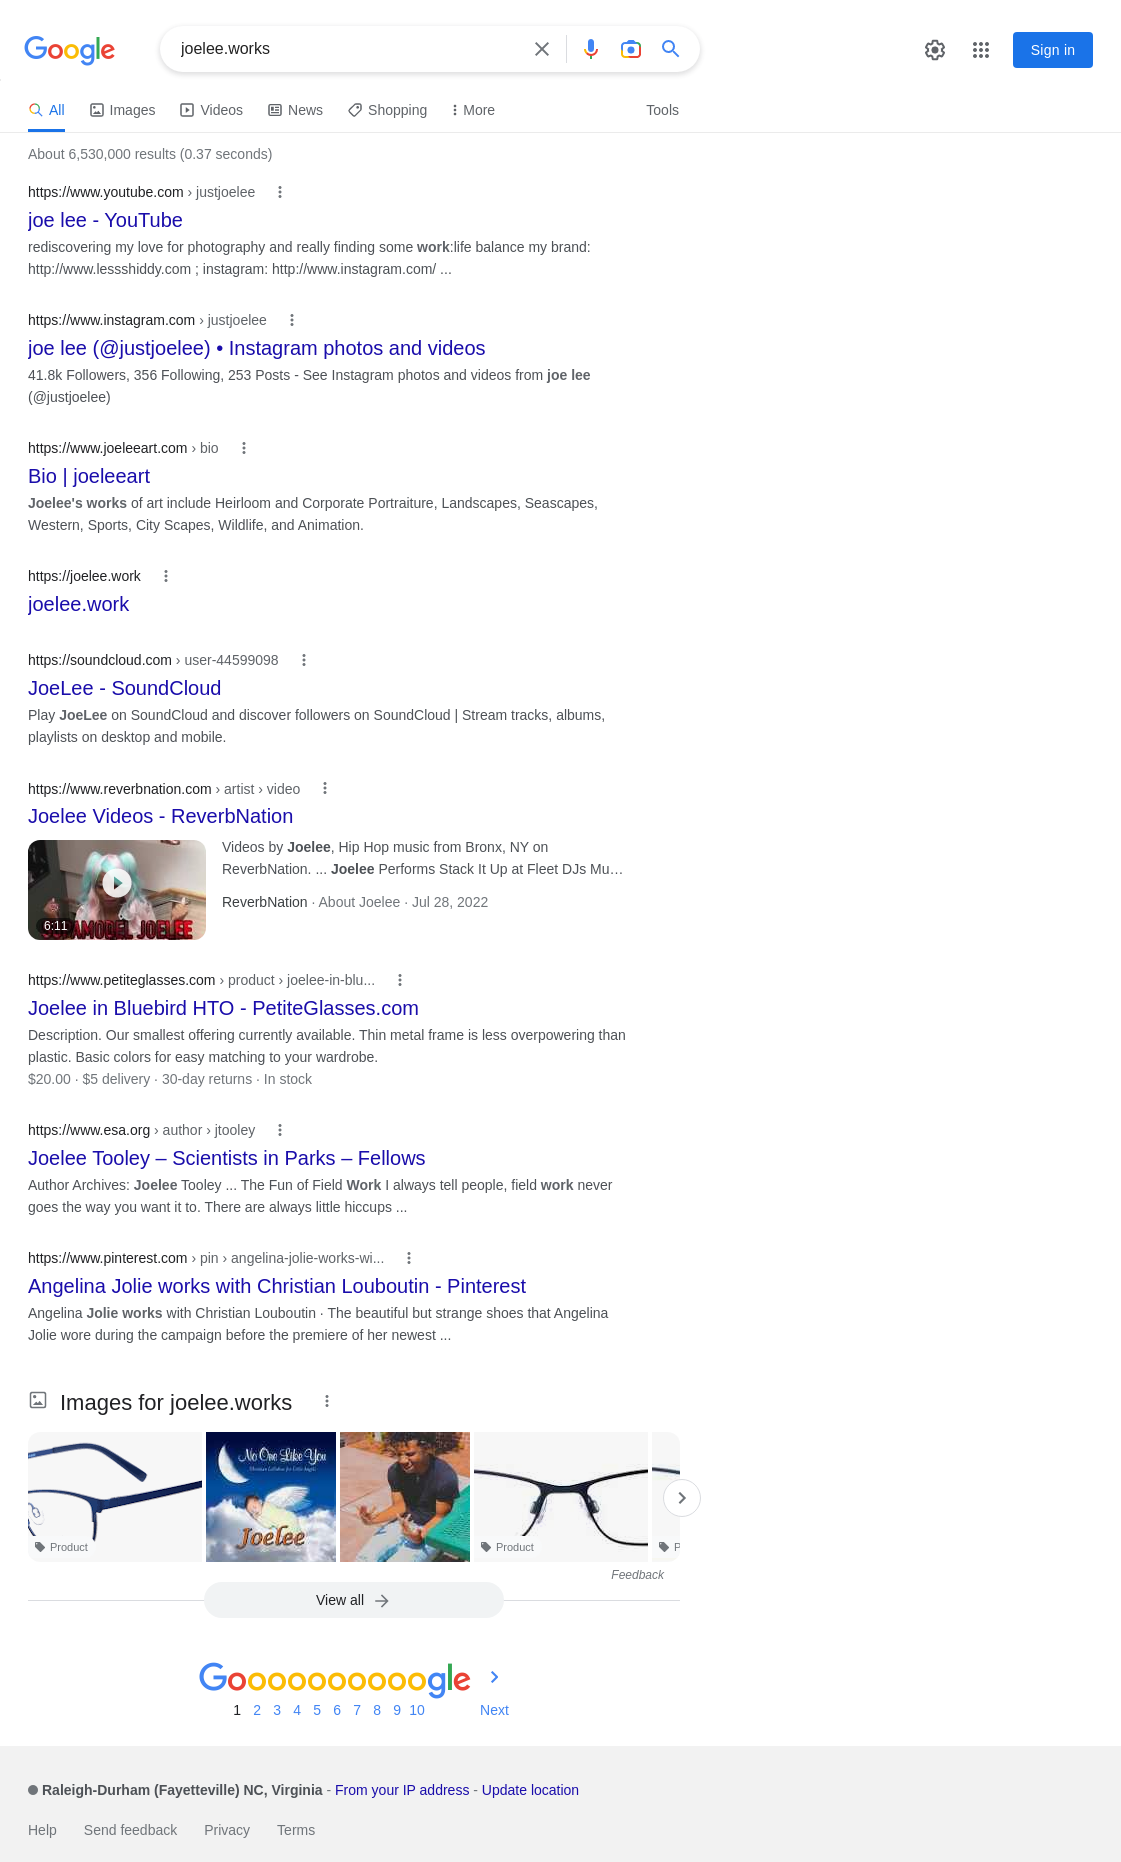 Google
joelee.works
Sign in
All
Images
Videos
News
Shopping
More
Tools
About 6,530,000 results (0.37 seconds)
https://www.youtube.com › justjoelee
joe lee - YouTube
rediscovering my love for photography and really finding some work:life balance my brand:
http://www.lessshiddy.com ; instagram: http://www.instagram.com/ ...
https://www.instagram.com › justjoelee
joe lee (@justjoelee) • Instagram photos and videos
41.8k Followers, 356 Following, 253 Posts - See Instagram photos and videos from joe lee
(@justjoelee)
https://www.joeleeart.com › bio
Bio | joeleeart
Joelee's works of art include Heirloom and Corporate Portraiture, Landscapes, Seascapes,
Western, Sports, City Scapes, Wildlife, and Animation.
https://joelee.work
joelee.work
https://soundcloud.com › user-44599098
JoeLee - SoundCloud
Play JoeLee on SoundCloud and discover followers on SoundCloud | Stream tracks, albums,
playlists on desktop and mobile.
https://www.reverbnation.com › artist › video
Joelee Videos - ReverbNation
6:11
JOELEE
Videos by Joelee, Hip Hop music from Bronx, NY on
ReverbNation. ... Joelee Performs Stack It Up at Fleet DJs Mu…
ReverbNation · About Joelee · Jul 28, 2022
https://www.petiteglasses.com › product › joelee-in-blu...
Joelee in Bluebird HTO - PetiteGlasses.com
Description. Our smallest offering currently available. Thin metal frame is less overpowering than
plastic. Basic colors for easy matching to your wardrobe.
$20.00 · $5 delivery · 30-day returns · In stock
https://www.esa.org › author › jtooley
Joelee Tooley – Scientists in Parks – Fellows
Author Archives: Joelee Tooley ... The Fun of Field Work I always tell people, field work never
goes the way you want it to. There are always little hiccups ...
https://www.pinterest.com › pin › angelina-jolie-works-wi...
Angelina Jolie works with Christian Louboutin - Pinterest
Angelina Jolie works with Christian Louboutin · The beautiful but strange shoes that Angelina
Jolie wore during the campaign before the premiere of her newest ...
Images for joelee.works
No One Like You
Joelee
Product
Product
P
Feedback
View all
Goooooooooogle
1 2 3 4 5 6 7 8 9 10 Next
Raleigh-Durham (Fayetteville) NC, Virginia - From your IP address - Update location
Help Send feedback Privacy Terms